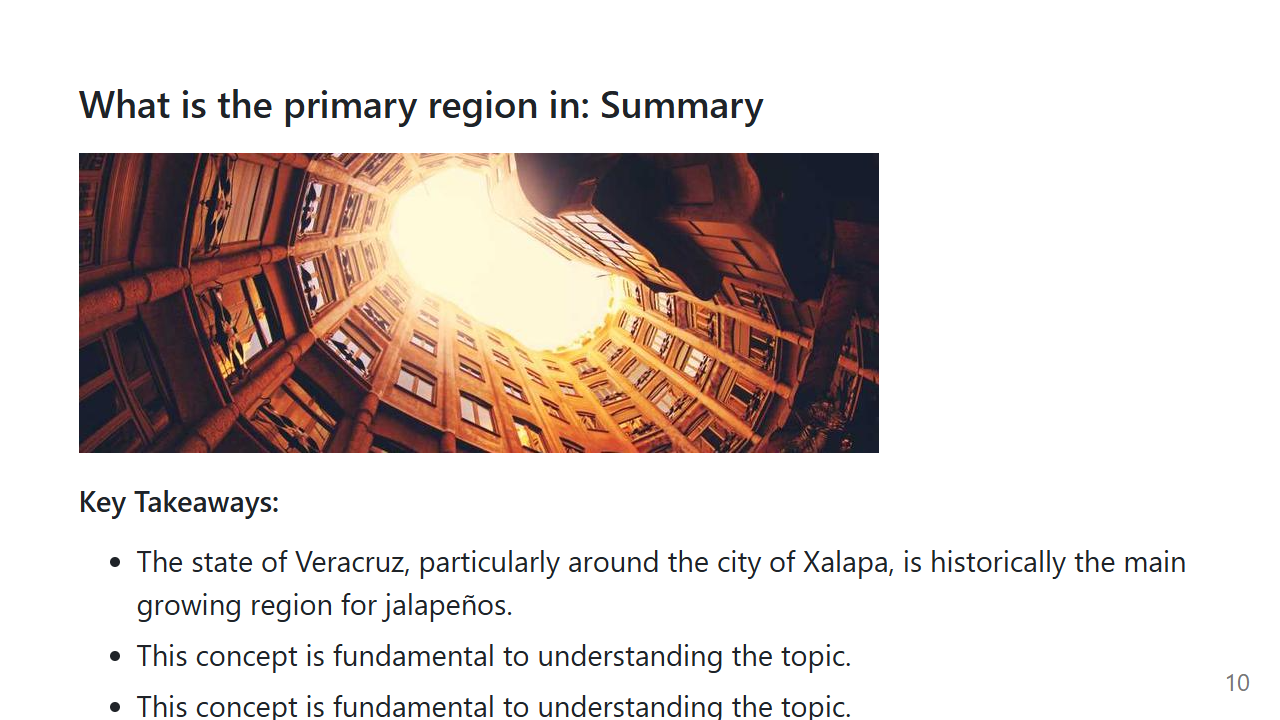 What is the primary region in: Summary
Key Takeaways:
• The state of Veracruz, particularly around the city of Xalapa, is historically the main
growing region for jalapeños.
• This concept is fundamental to understanding the topic.
• This concept is fundamental to understanding the topic.
10